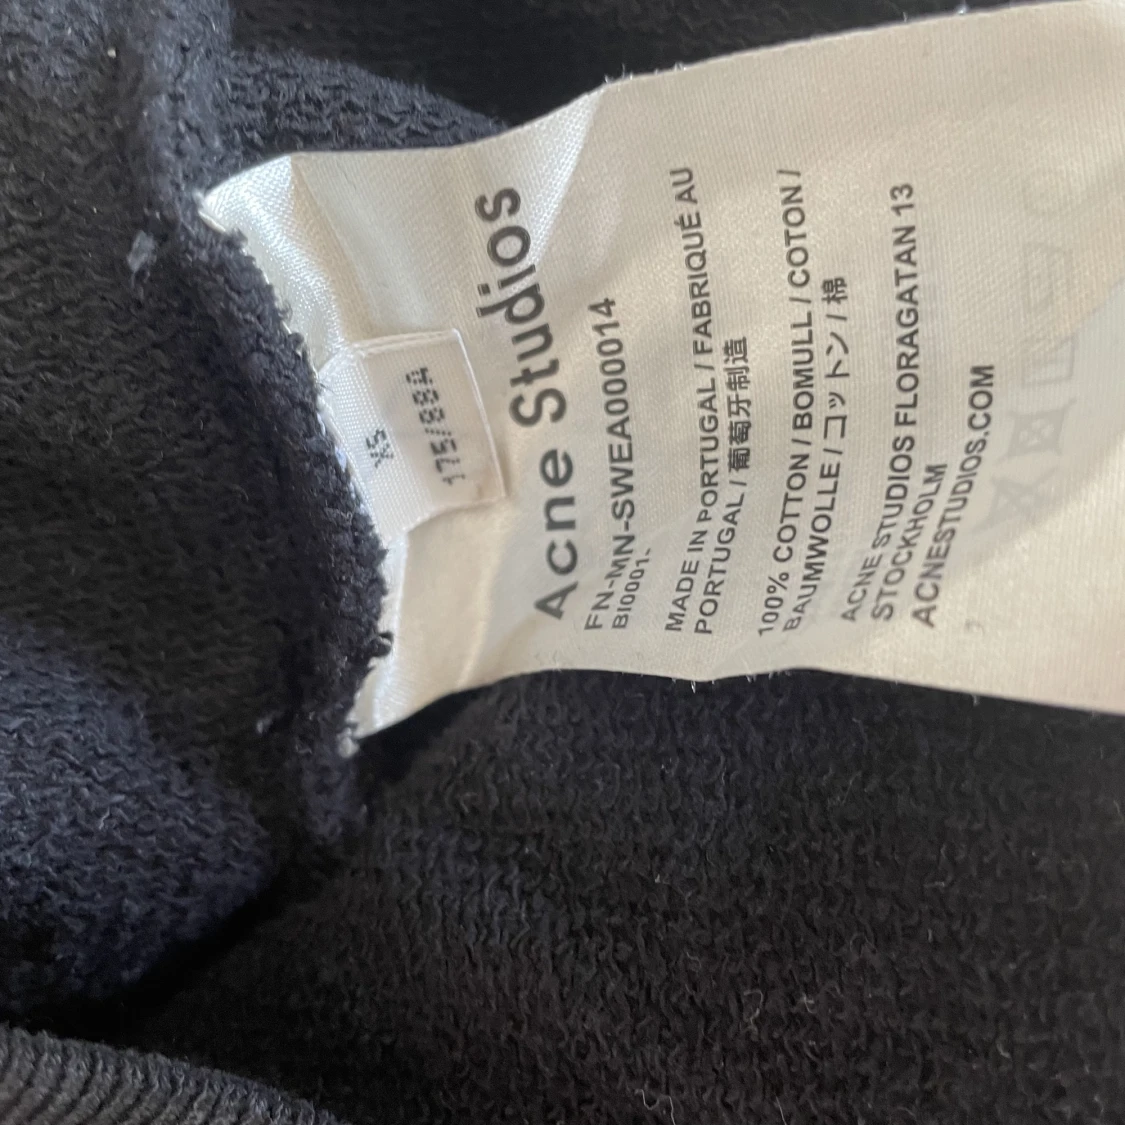 XS
175/88A
Acne Studios
FN-MN-SWEA000014
BI0001.
MADE IN PORTUGAL / FABRIQUÉ AU
PORTUGAL / 葡萄牙制造
100% COTTON / BOMULL / COTON /
BAUMWOLLE / コットン / 棉
ACNE STUDIOS FLORAGATAN 13
STOCKHOLM
ACNESTUDIOS.COM